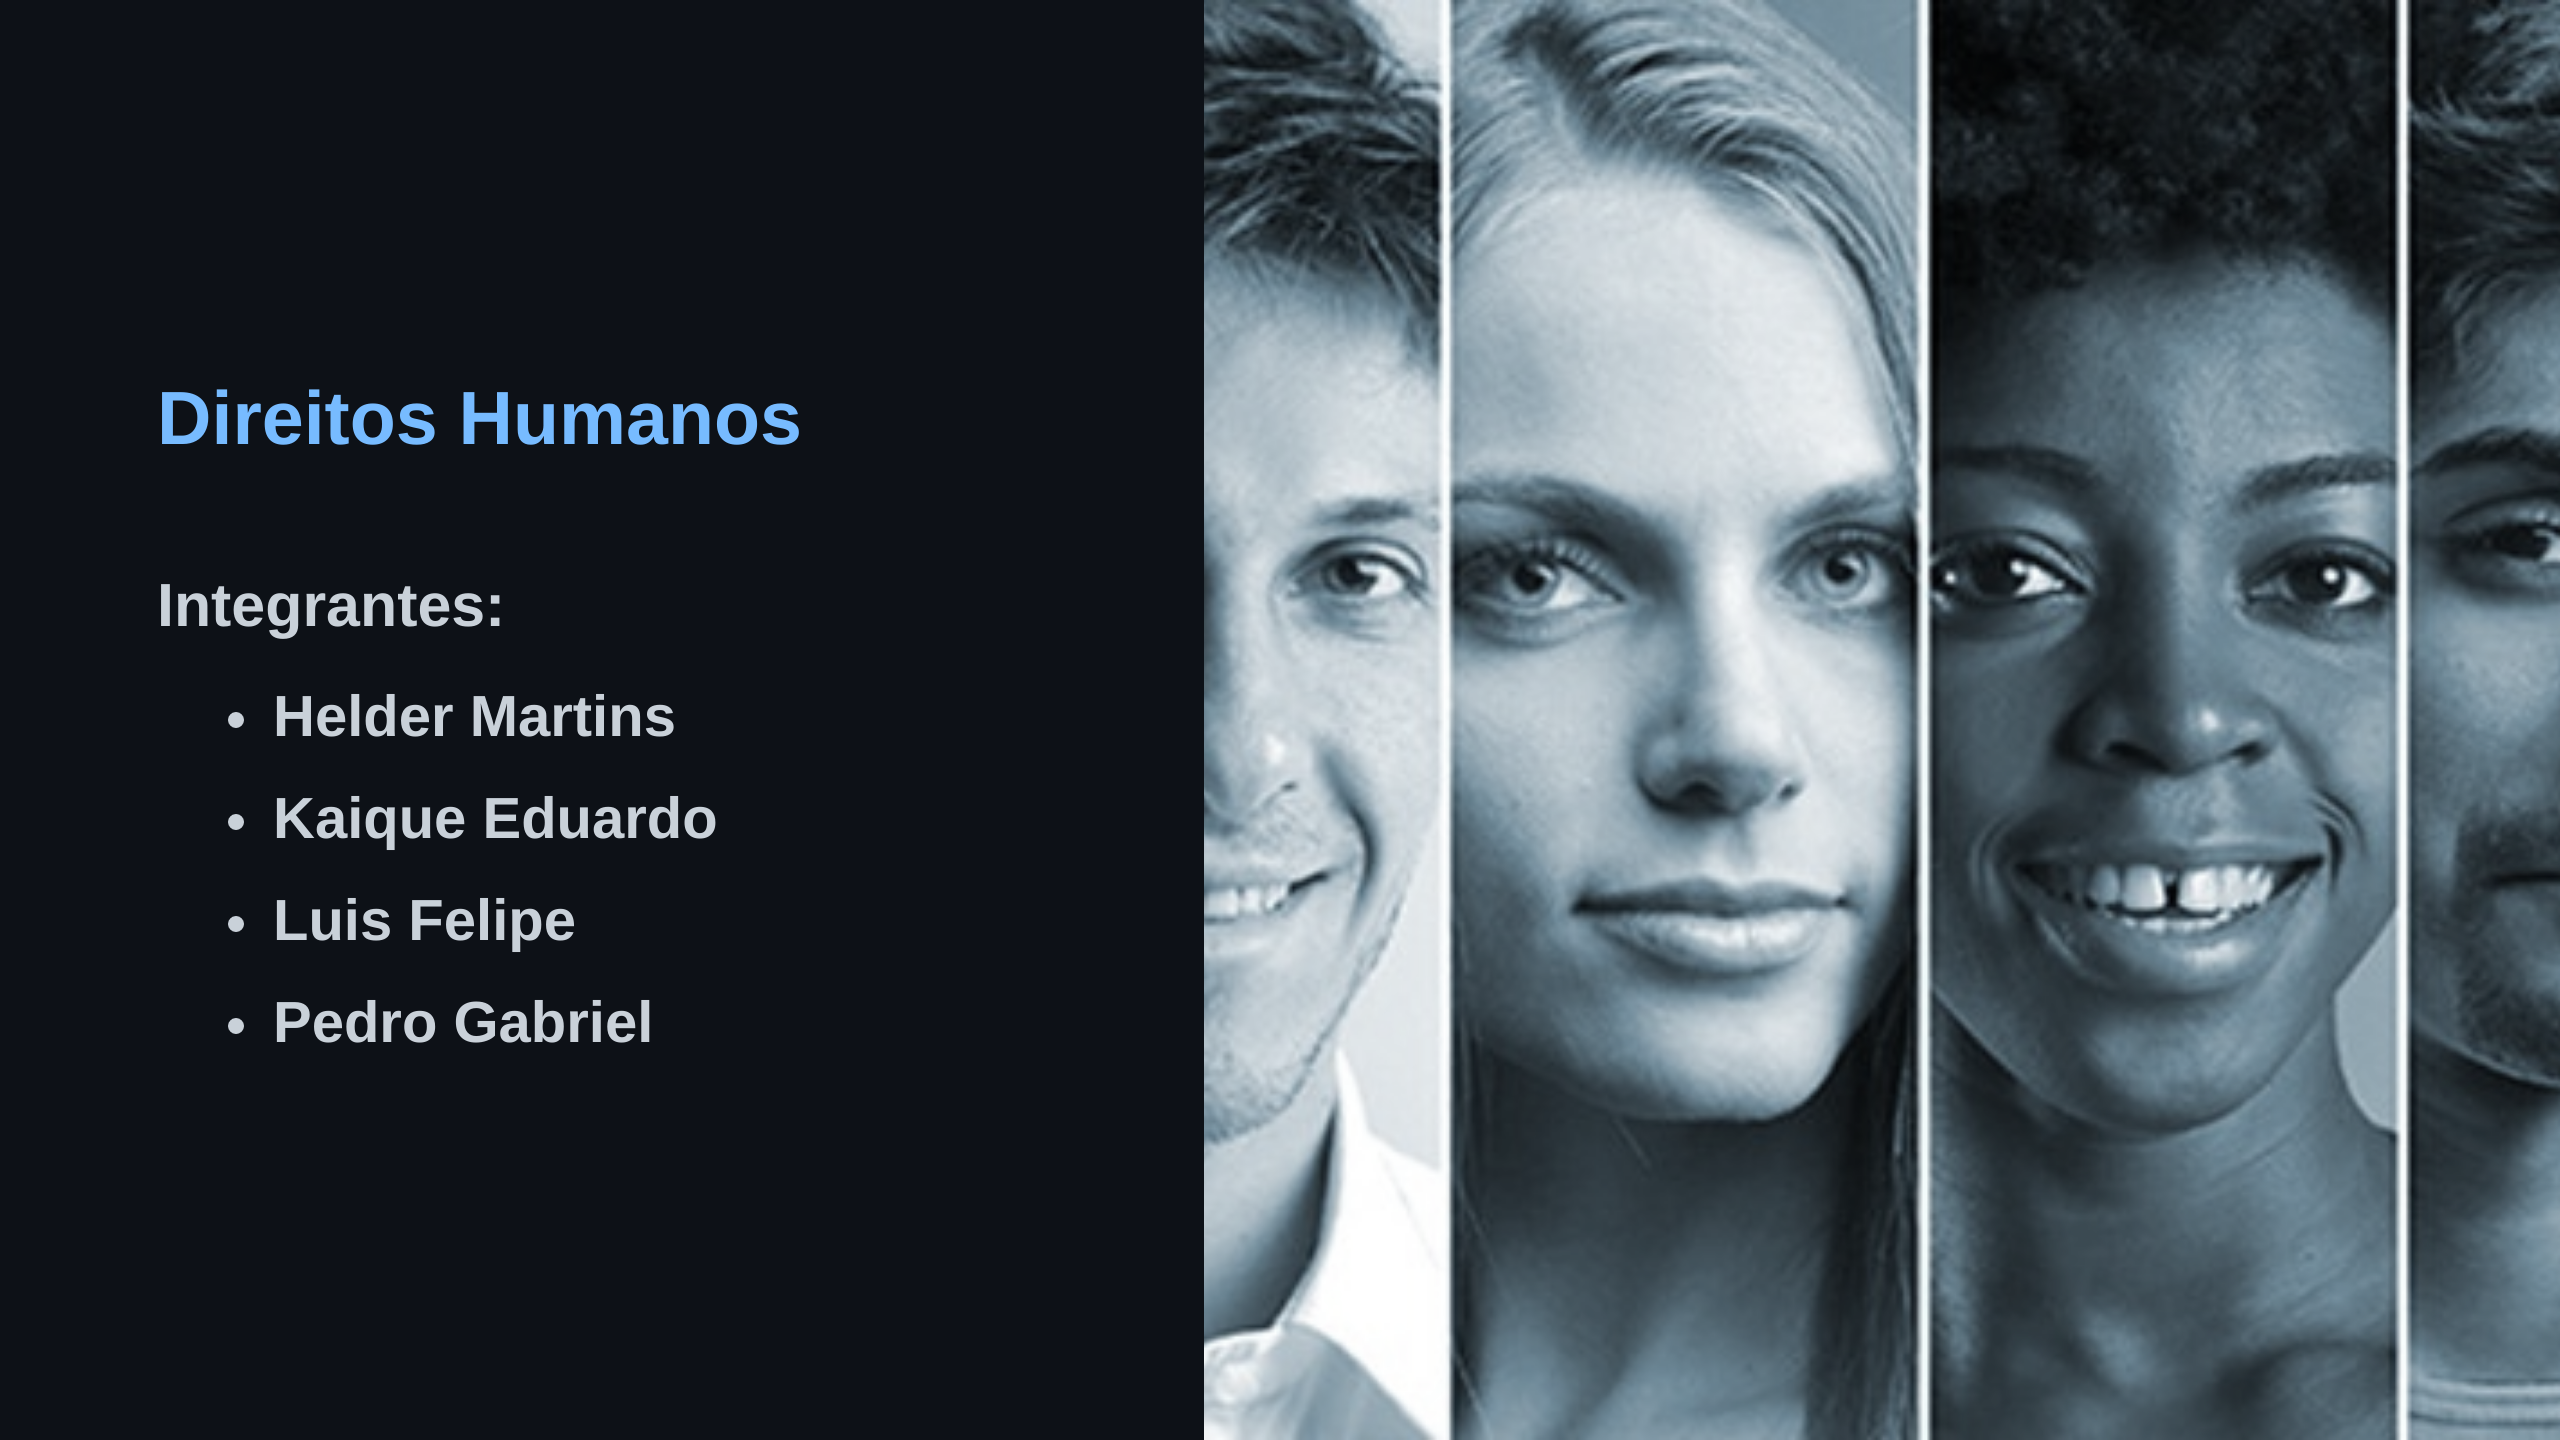 Direitos Humanos
Integrantes:
• Helder Martins
• Kaique Eduardo
• Luis Felipe
• Pedro Gabriel